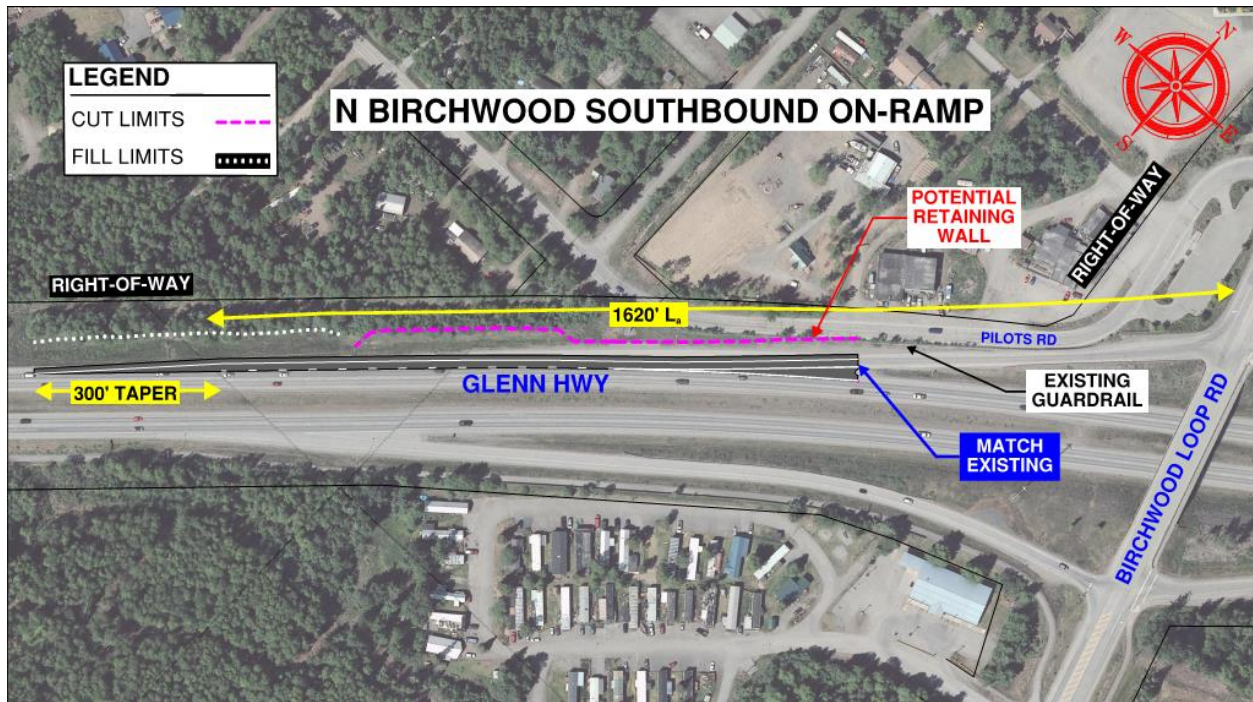 LEGEND
CUT LIMITS
FILL LIMITS
N BIRCHWOOD SOUTHBOUND ON-RAMP
W
N
S
E
POTENTIAL
RETAINING
WALL
RIGHT-OF-WAY
RIGHT-OF-WAY
1620' La
PILOTS RD
300' TAPER
GLENN HWY
EXISTING
GUARDRAIL
MATCH
EXISTING
BIRCHWOOD LOOP RD